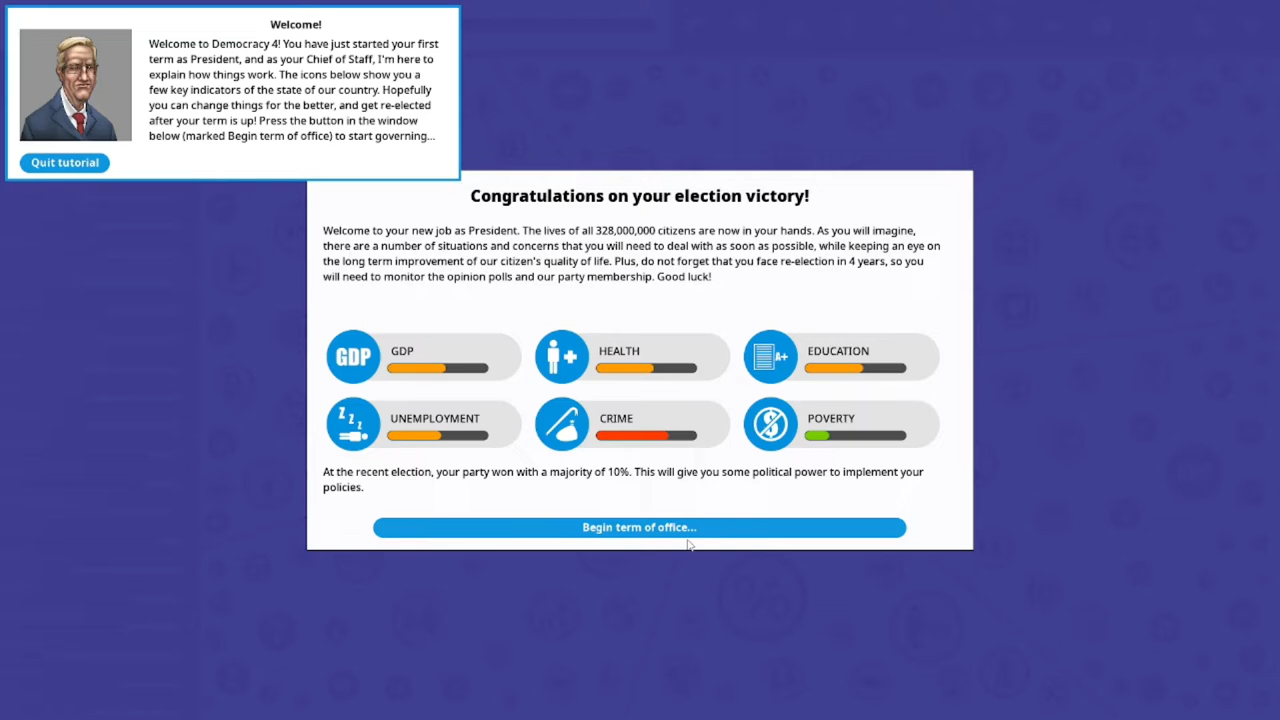 Welcome!
Welcome to Democracy 4! You have just started your first
term as President, and as your Chief of Staff, I'm here to
explain how things work. The icons below show you a
few key indicators of the state of our country. Hopefully
you can change things for the better, and get re-elected
after your term is up! Press the button in the window
below (marked Begin term of office) to start governing...
Quit tutorial
Congratulations on your election victory!
Welcome to your new job as President. The lives of all 328,000,000 citizens are now in your hands. As you will imagine,
there are a number of situations and concerns that you will need to deal with as soon as possible, while keeping an eye on
the long term improvement of our citizen's quality of life. Plus, do not forget that you face re-election in 4 years, so you
will need to monitor the opinion polls and our party membership. Good luck!
GDP
GDP
HEALTH
A+
EDUCATION
Z Z Z
UNEMPLOYMENT
CRIME
POVERTY
At the recent election, your party won with a majority of 10%. This will give you some political power to implement your
policies.
Begin term of office...